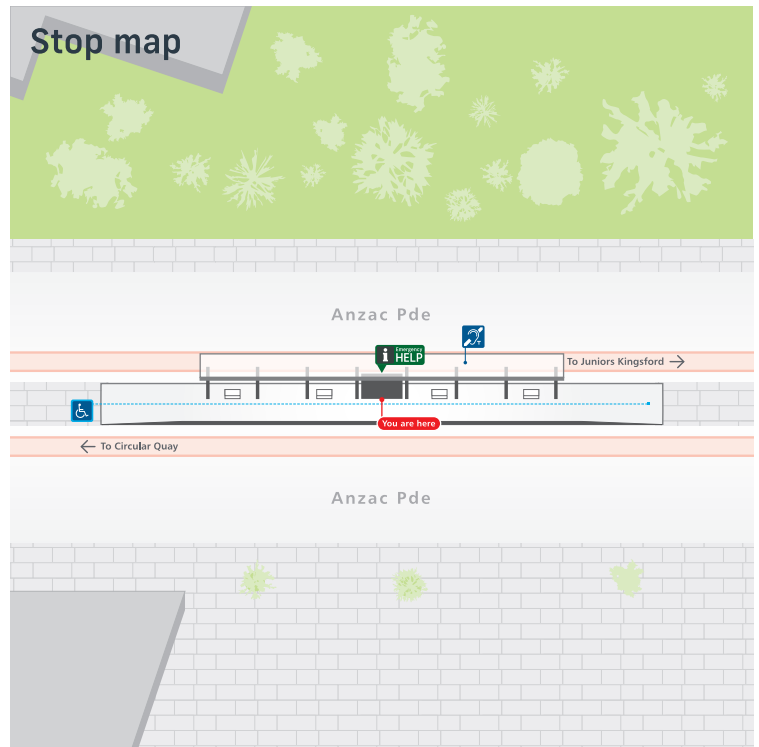 Stop map
Anzac Pde
Emergency
HELP
To Juniors Kingsford
You are here
To Circular Quay
Anzac Pde